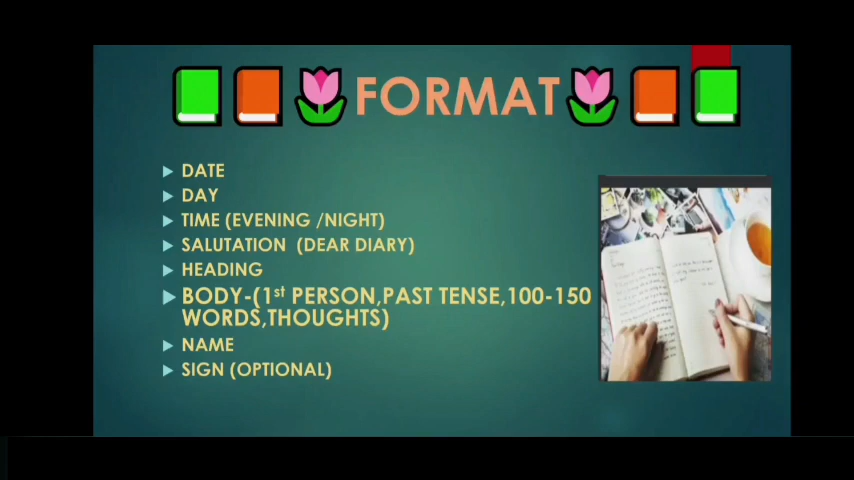 FORMAT
DATE
DAY
TIME (EVENING /NIGHT)
SALUTATION (DEAR DIARY)
HEADING
BODY-(1st PERSON,PAST TENSE,100-150
WORDS,THOUGHTS)
NAME
SIGN (OPTIONAL)